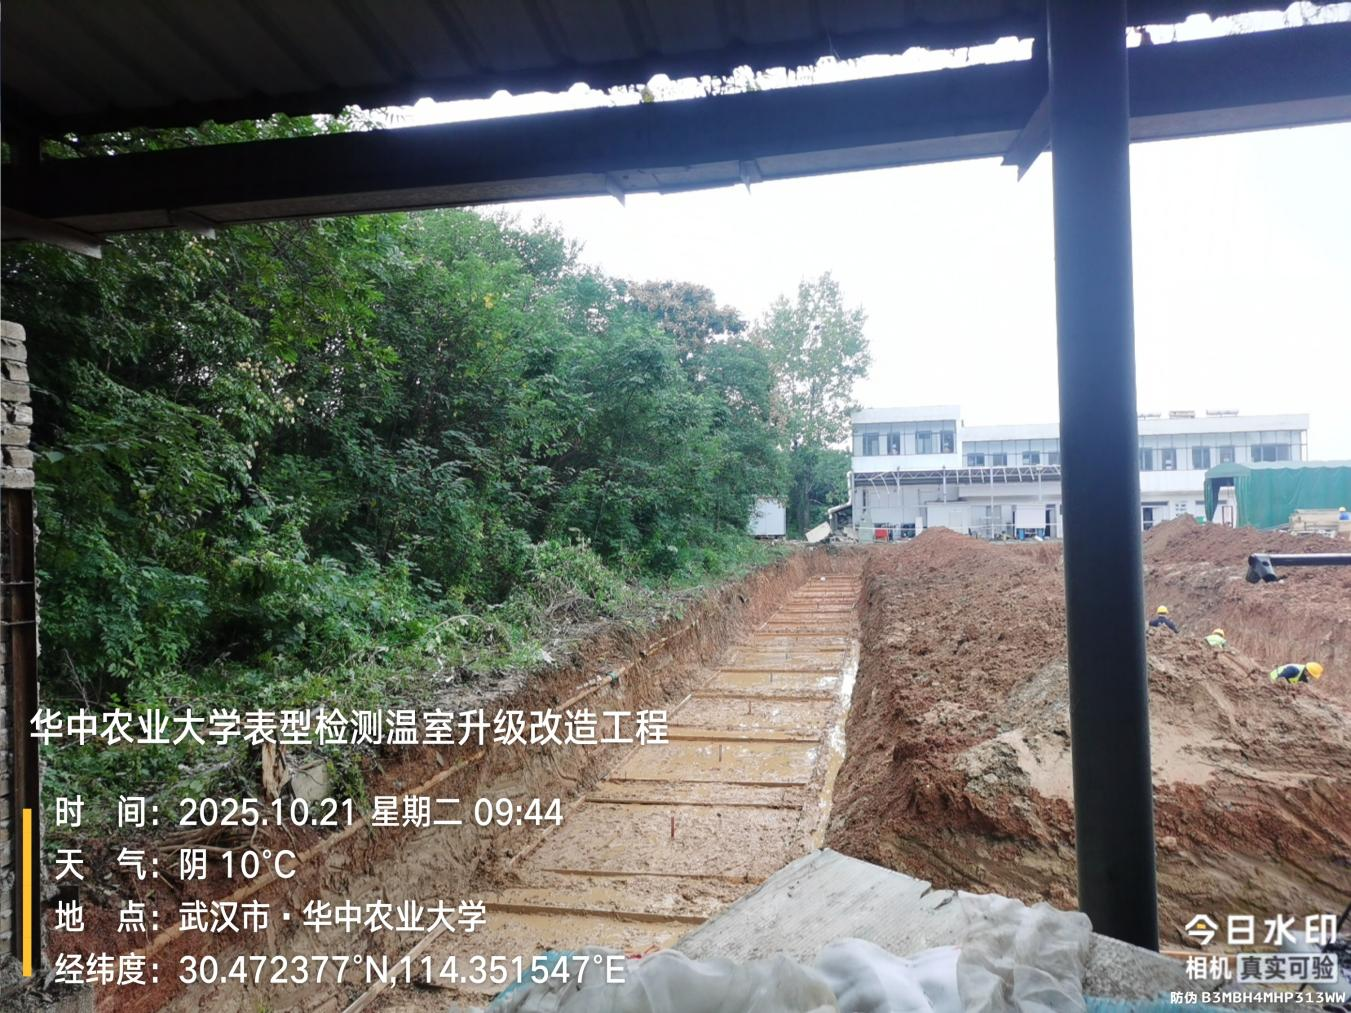 华中农业大学表型检测温室升级改造工程
时 间：2025.10.21 星期二 09:44
天 气：阴 10℃
地 点：武汉市·华中农业大学
经纬度：30.472377°N,114.351547°E
今日水印
相机 真实可验
防伪 B3MBH4MHP313WW